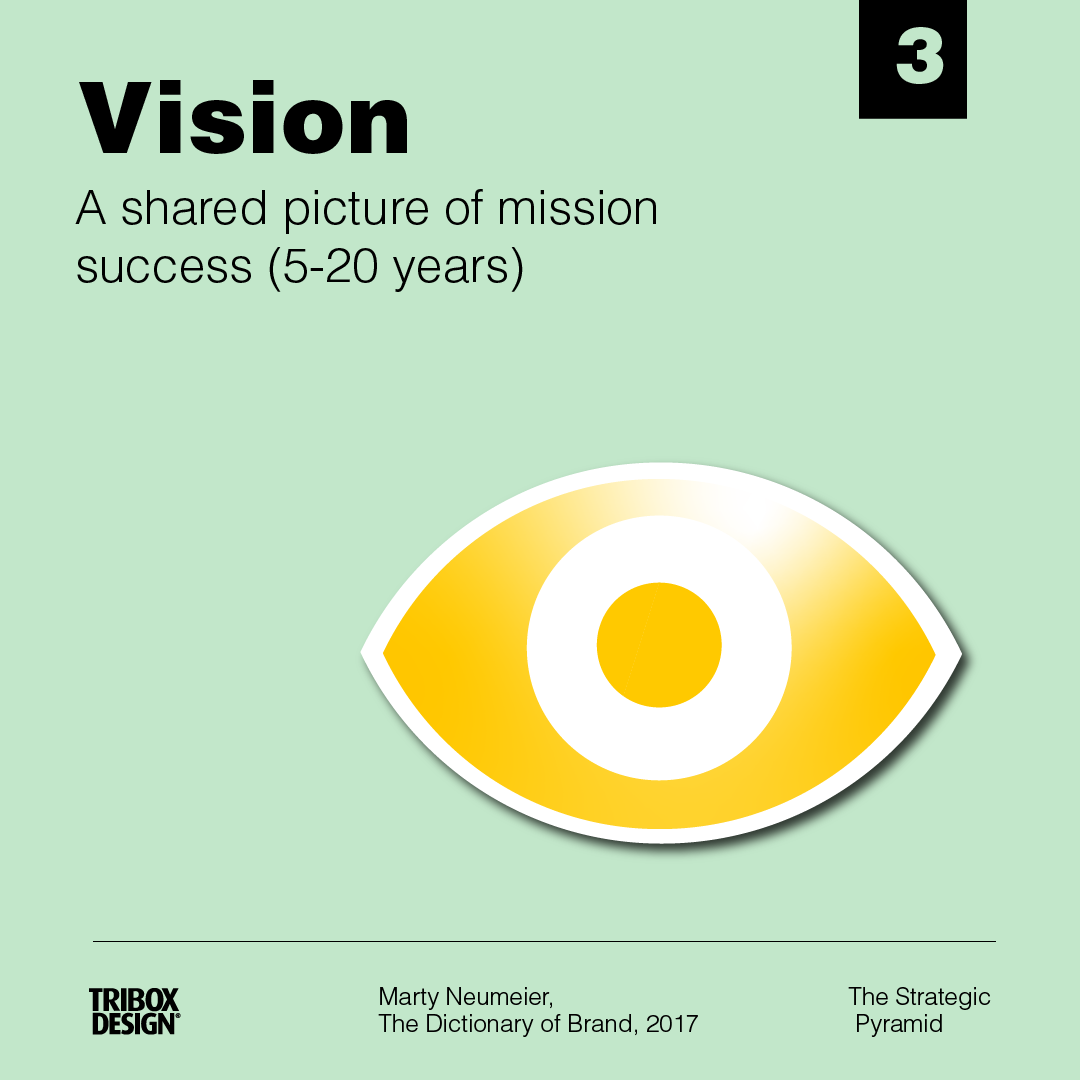 3
Vision
A shared picture of mission
success (5-20 years)
TRIBOX
DESIGN®
Marty Neumeier,
The Dictionary of Brand, 2017
The Strategic
Pyramid